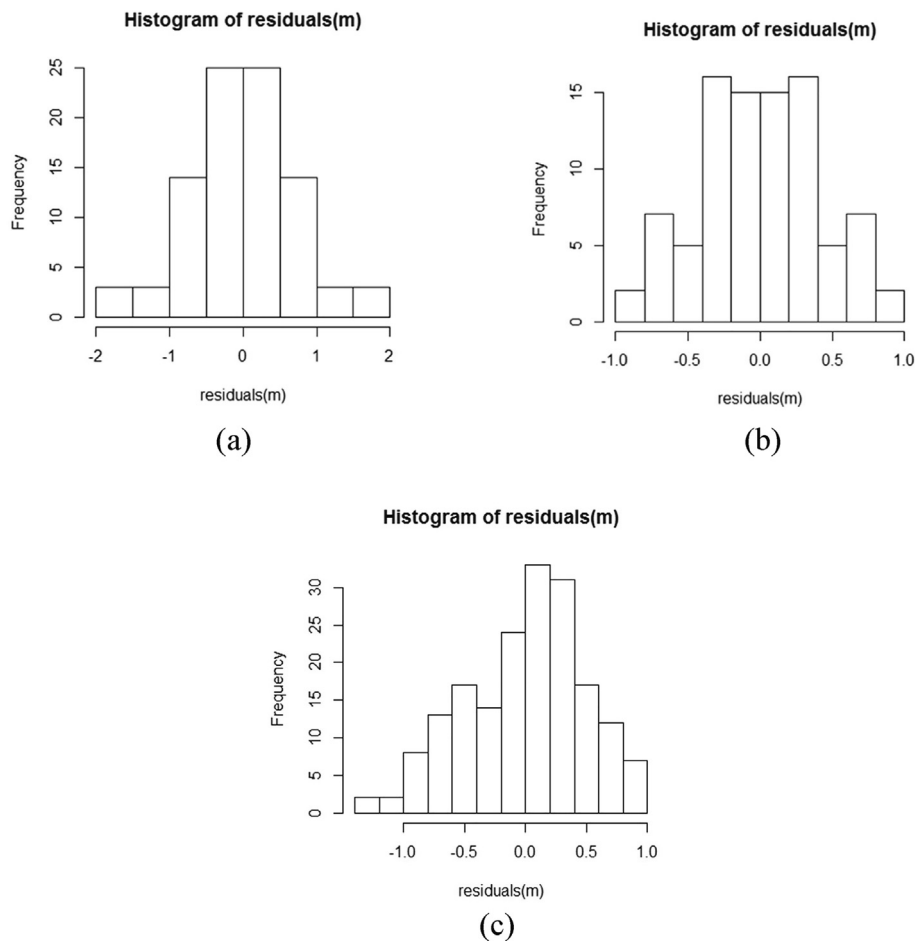 Histogram of residuals(m)
Frequency
25
20
15
10
5
0
-2 -1 0 1 2
residuals(m)
(a)
Histogram of residuals(m)
Frequency
15
10
5
0
-1.0 -0.5 0.0 0.5 1.0
residuals(m)
(b)
Histogram of residuals(m)
Frequency
30
25
20
15
10
5
0
-1.0 -0.5 0.0 0.5 1.0
residuals(m)
(c)